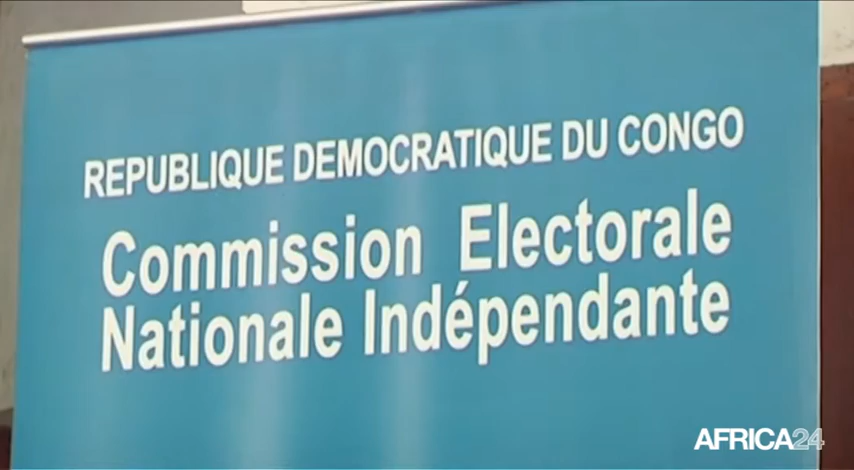 REPUBLIQUE DEMOCRATIQUE DU CONGO
Commission Electorale
Nationale Indépendante
AFRICA24